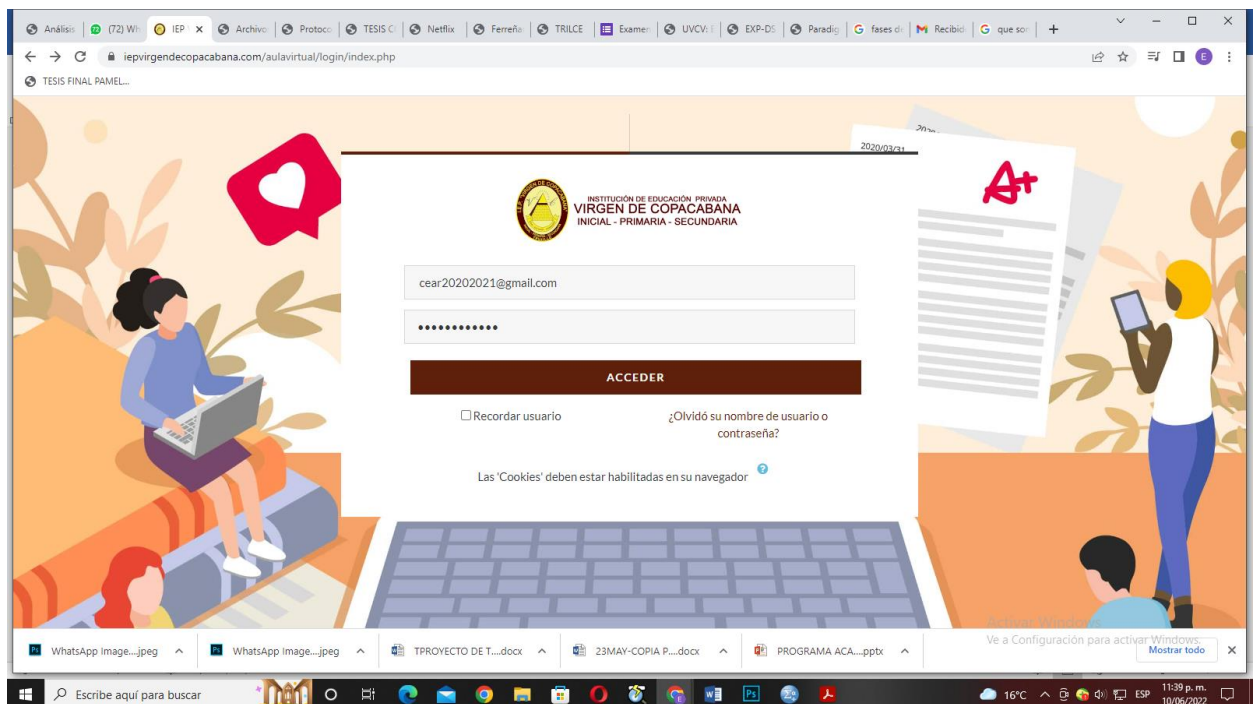 Análisis
(72) Wh
IEP
Archivo
Protoco
TESIS C
Netflix
Ferreña
TRILCE
Examen
UVCV: E
EXP-DS
Paradig
fases de
Recibid
que son
iepvirgendecopacabana.com/aulavirtual/login/index.php
E
TESIS FINAL PAMEL...
2020/03/31
A+
INSTITUCIÓN DE EDUCACIÓN PRIVADA
VIRGEN DE COPACABANA
INICIAL - PRIMARIA - SECUNDARIA
cear20202021@gmail.com
••••••••••••
ACCEDER
Recordar usuario
¿Olvidó su nombre de usuario o
contraseña?
Las 'Cookies' deben estar habilitadas en su navegador
Activar Windows
Ve a Configuración para activar Windows.
WhatsApp Image....jpeg
WhatsApp Image....jpeg
TPROYECTO DE T....docx
23MAY-COPIA P....docx
PROGRAMA ACA....pptx
Mostrar todo
Escribe aquí para buscar
16°C
ESP
11:39 p. m.
10/06/2022